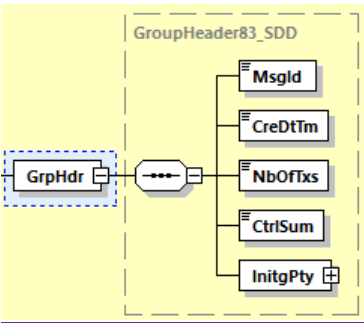 GroupHeader83_SDD
MsgId
CreDtTm
GrpHdr
NbOfTxs
CtrlSum
InitgPty